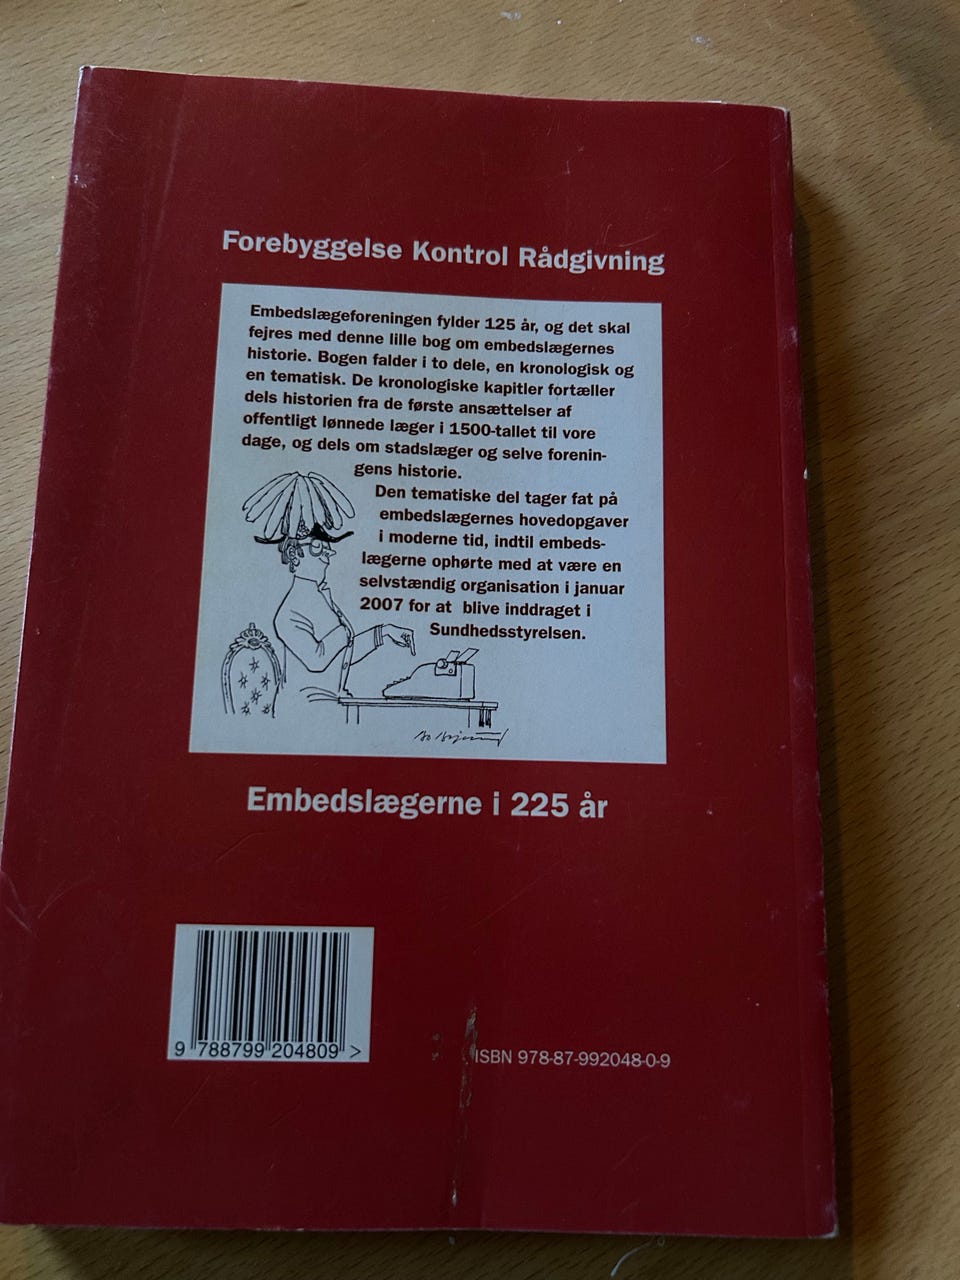 Forebyggelse Kontrol Rådgivning
Embedslægeforeningen fylder 125 år, og det skal
fejres med denne lille bog om embedslægernes
historie. Bogen falder i to dele, en kronologisk og
en tematisk. De kronologiske kapitler fortæller
dels historien fra de første ansættelser af
offentligt lønnede læger i 1500-tallet til vore
dage, og dels om stadslæger og selve forenin-
gens historie.
Den tematiske del tager fat på
embedslægernes hovedopgaver
i moderne tid, indtil embeds-
lægerne ophørte med at være en
selvstændig organisation i januar
2007 for at blive inddraget i
Sundhedsstyrelsen.
Embedslægerne i 225 år
9 788799 204809 >
ISBN 978-87-992048-0-9